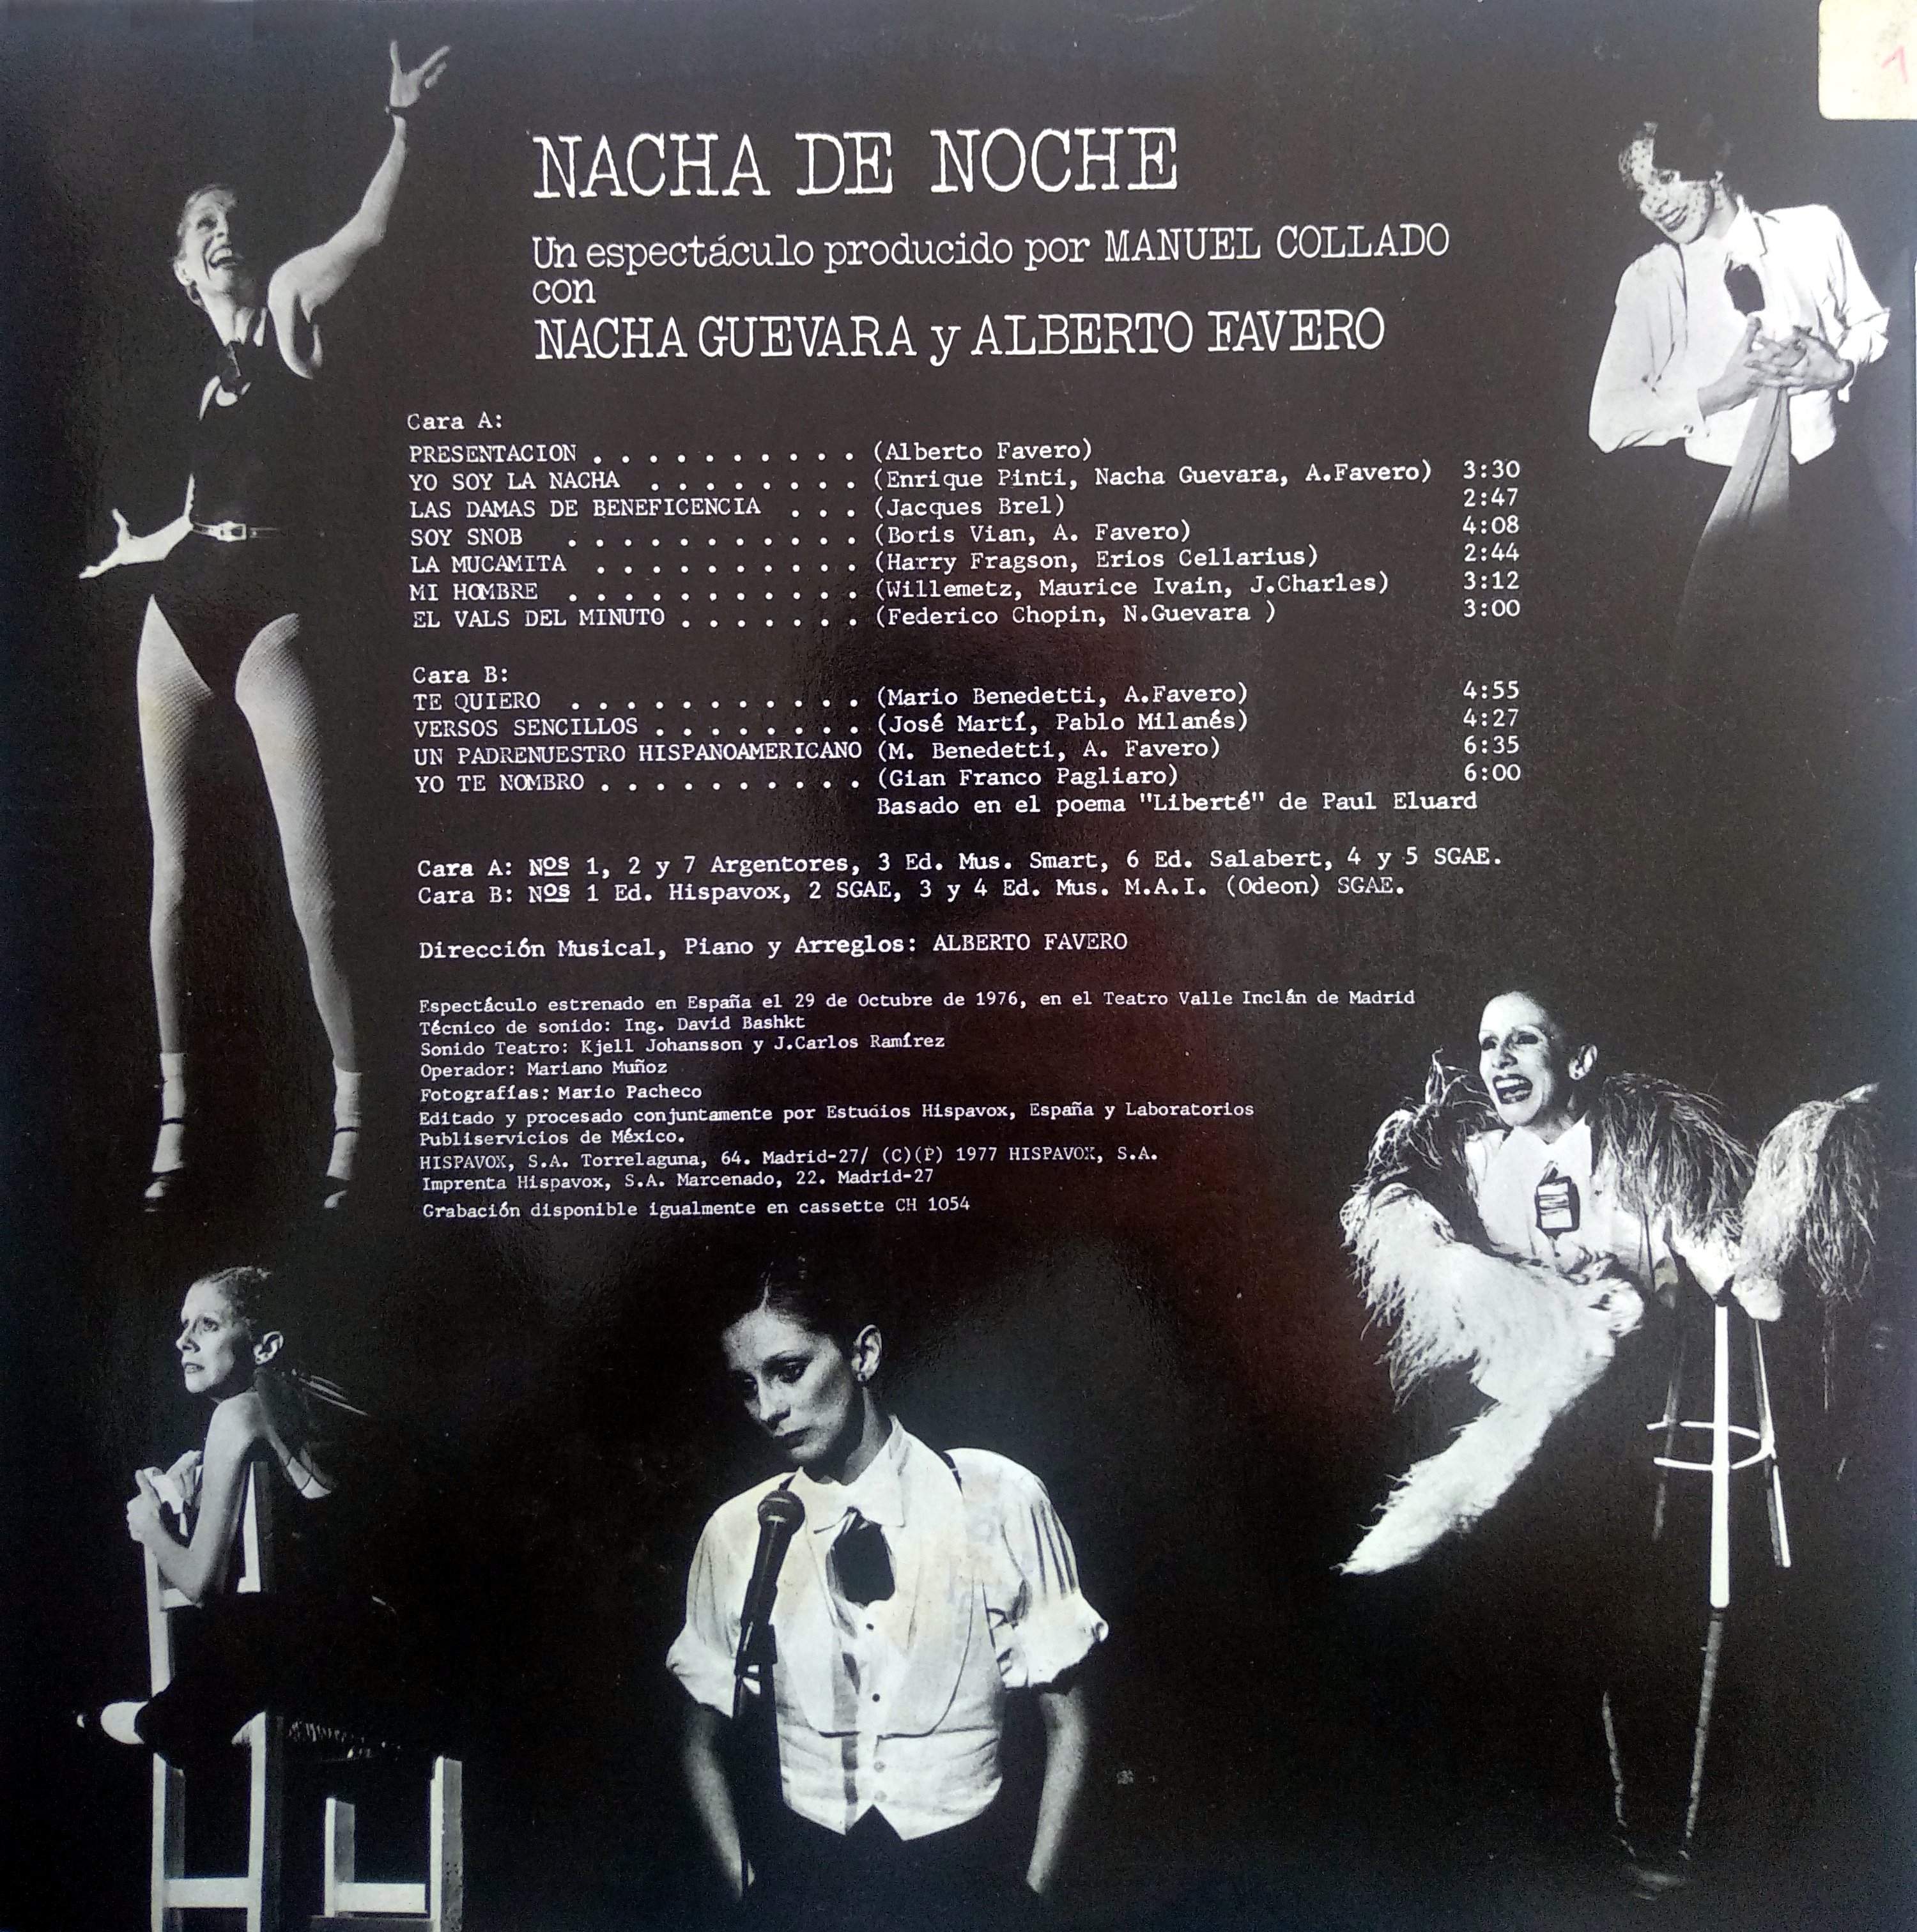 1
NACHA DE NOCHE
Un espectáculo producido por MANUEL COLLADO
con
NACHA GUEVARA y ALBERTO FAVERO
Cara A:
PRESENTACION . . . . . . . . . . (Alberto Favero)
YO SOY LA NACHA . . . . . . . . (Enrique Pinti, Nacha Guevara, A.Favero) 3:30
LAS DAMAS DE BENEFICENCIA . . . (Jacques Brel) 2:47
SOY SNOB . . . . . . . . . . . (Boris Vian, A. Favero) 4:08
LA MUCAMITA . . . . . . . . . . (Harry Fragson, Erios Cellarius) 2:44
MI HOMBRE . . . . . . . . . . . (Willemetz, Maurice Ivain, J.Charles) 3:12
EL VALS DEL MINUTO . . . . . . . (Federico Chopin, N.Guevara ) 3:00
Cara B:
TE QUIERO . . . . . . . . . . . (Mario Benedetti, A.Favero) 4:55
VERSOS SENCILLOS . . . . . . . . (José Martí, Pablo Milanés) 4:27
UN PADRENUESTRO HISPANOAMERICANO (M. Benedetti, A. Favero) 6:35
YO TE NOMBRO . . . . . . . . . . (Gian Franco Pagliaro) 6:00
Basado en el poema "Liberté" de Paul Eluard
Cara A: Nos 1, 2 y 7 Argentores, 3 Ed. Mus. Smart, 6 Ed. Salabert, 4 y 5 SGAE.
Cara B: Nos 1 Ed. Hispavox, 2 SGAE, 3 y 4 Ed. Mus. M.A.I. (Odeon) SGAE.
Dirección Musical, Piano y Arreglos: ALBERTO FAVERO
Espectáculo estrenado en España el 29 de Octubre de 1976, en el Teatro Valle Inclán de Madrid
Técnico de sonido: Ing. David Bashkt
Sonido Teatro: Kjell Johansson y J.Carlos Ramírez
Operador: Mariano Muñoz
Fotografías: Mario Pacheco
Editado y procesado conjuntamente por Estudios Hispavox, España y Laboratorios
Publiservicios de México.
HISPAVOX, S.A. Torrelaguna, 64. Madrid-27/ (C)(P) 1977 HISPAVOX, S.A.
Imprenta Hispavox, S.A. Marcenado, 22. Madrid-27
Grabación disponible igualmente en cassette CH 1054